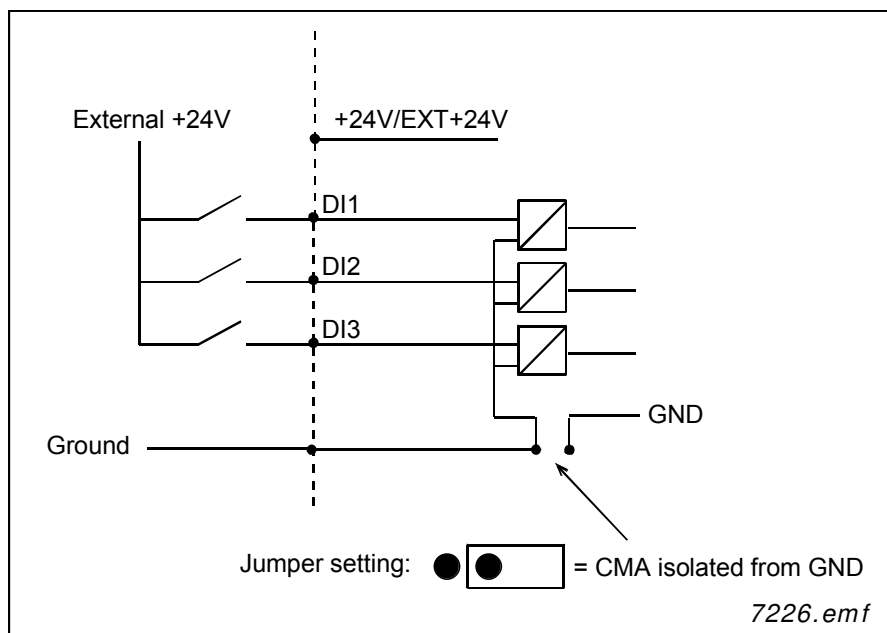 External +24V
+24V/EXT+24V
DI1
DI2
DI3
GND
Ground
Jumper setting:
= CMA isolated from GND
7226.emf